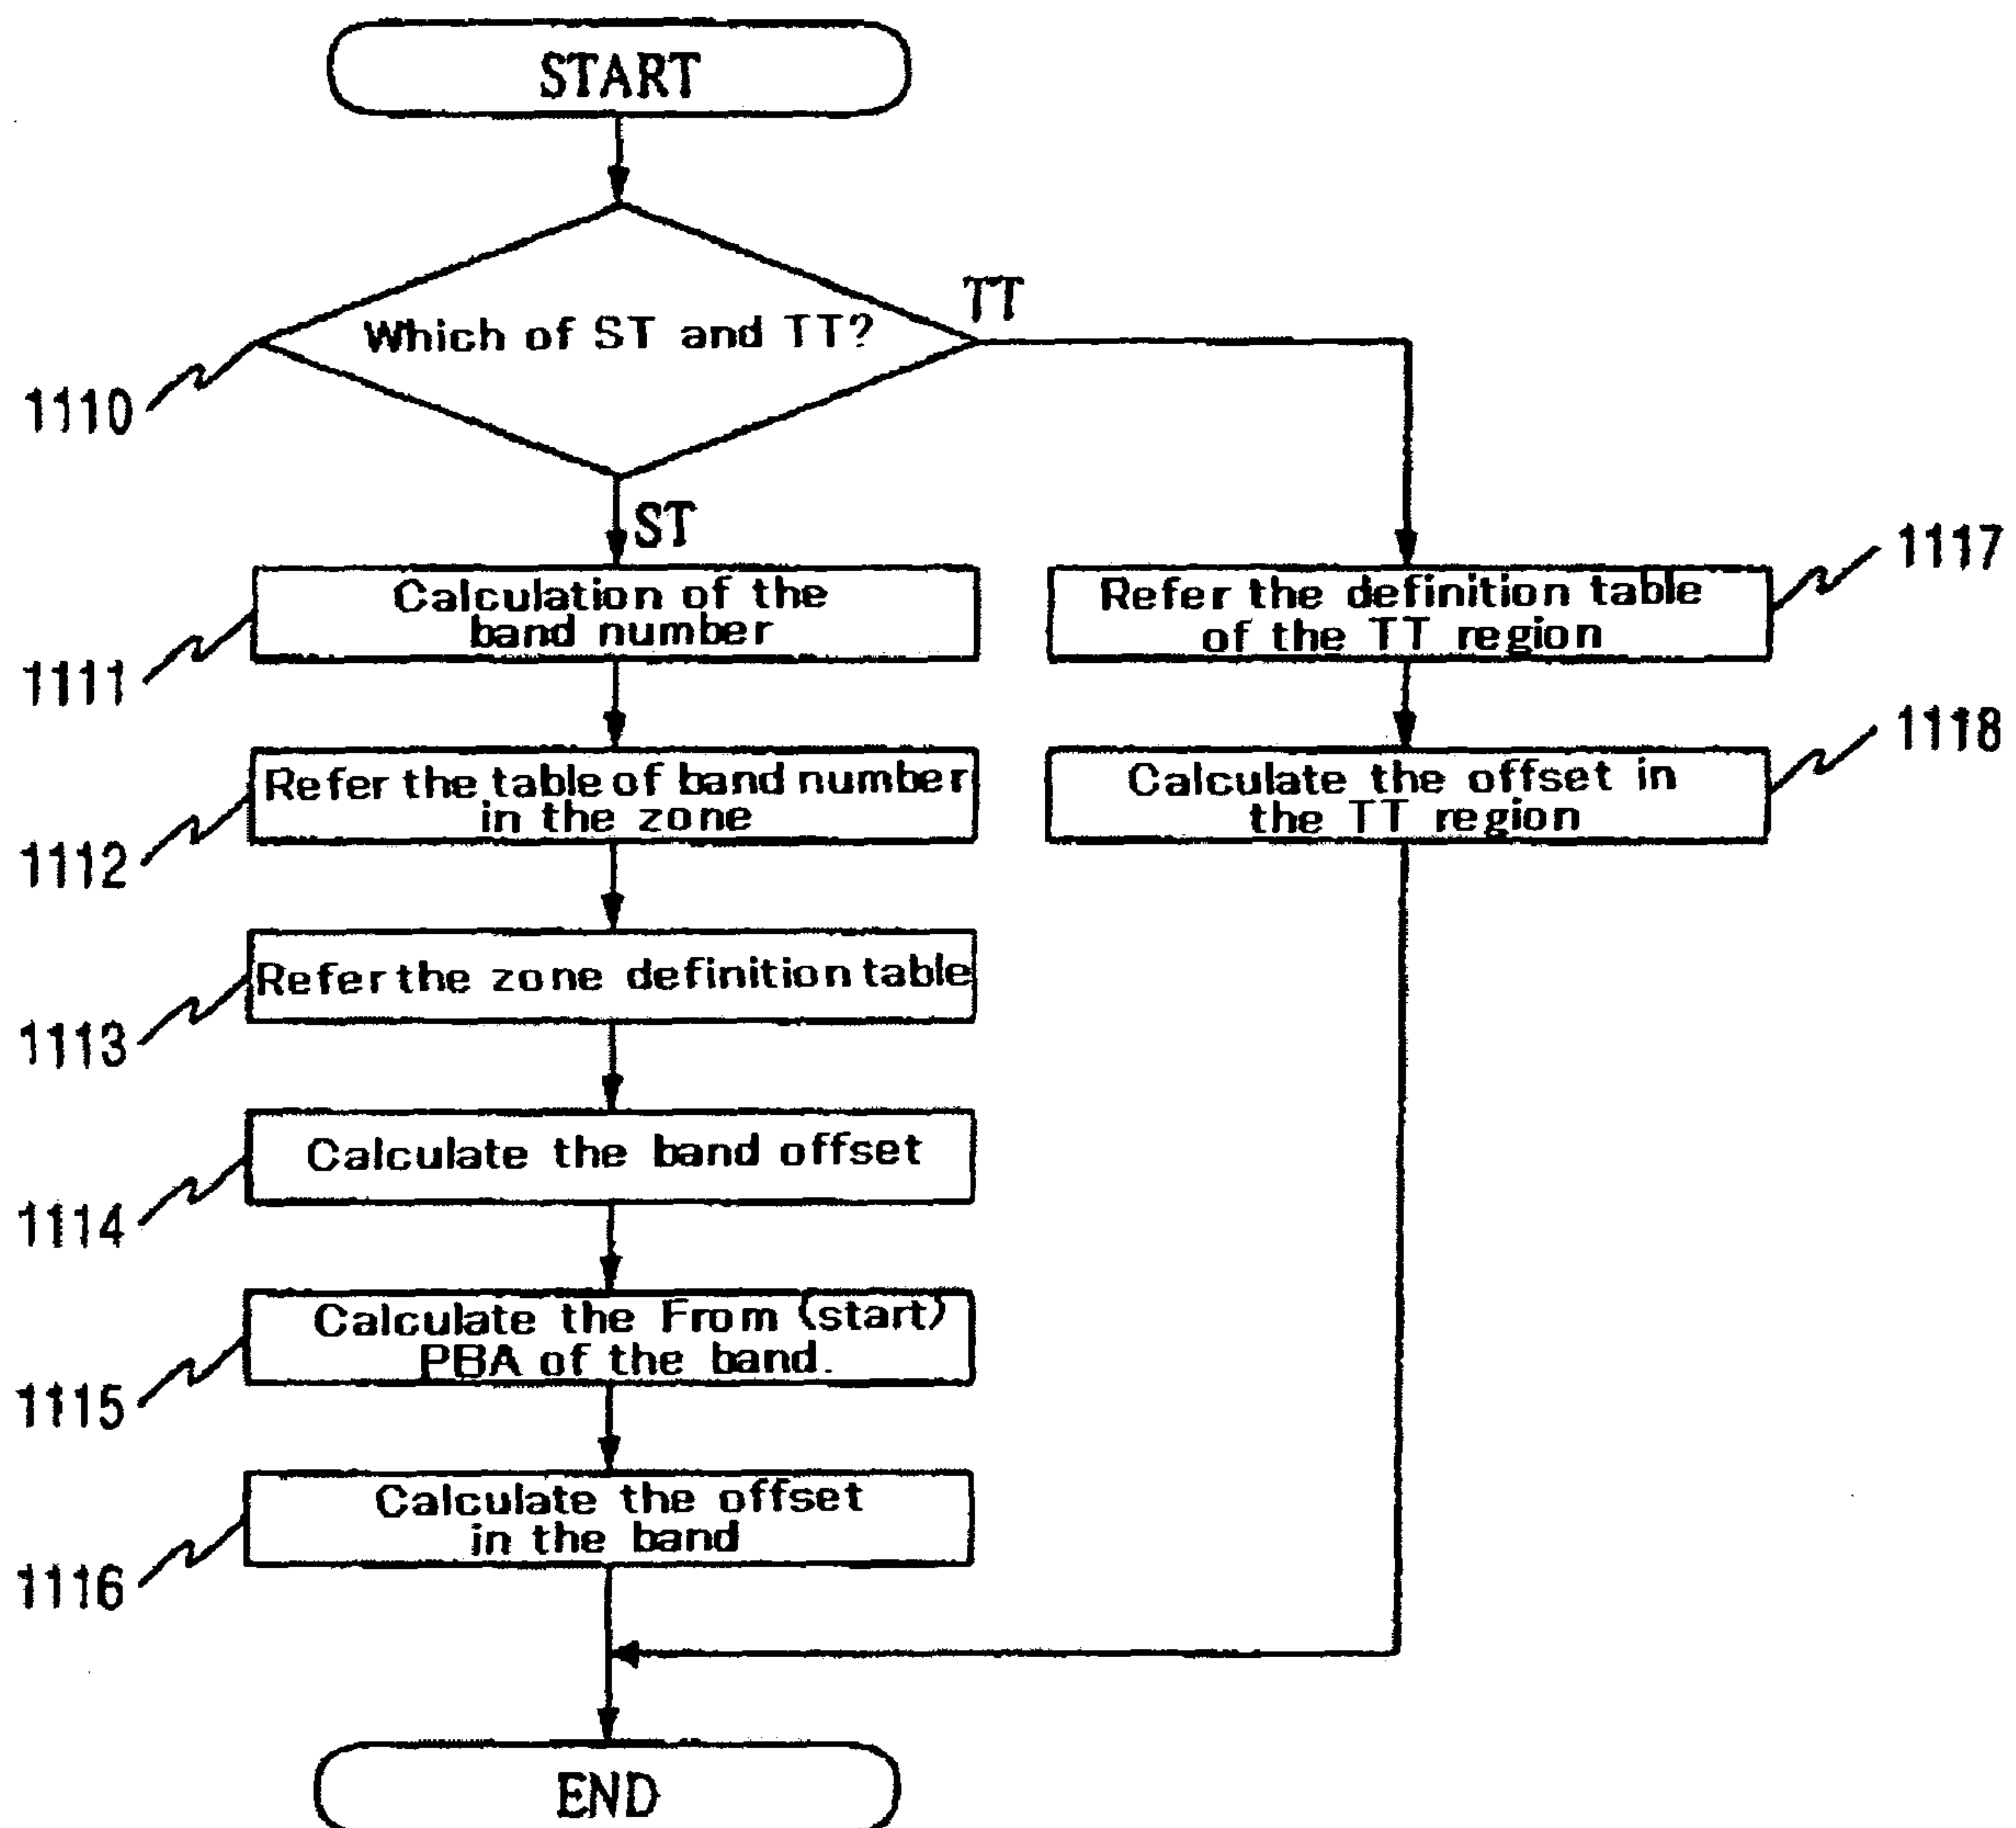 START
Which of ST and TT?
TT
1110
ST
Calculation of the
band number
1111
Refer the definition table
of the TT region
1117
Refer the table of band number
in the zone
1112
Calculate the offset in
the TT region
1118
Refer the zone definition table
1113
Calculate the band offset
1114
Calculate the From (start)
PBA of the band.
1115
Calculate the offset
in the band
1116
END